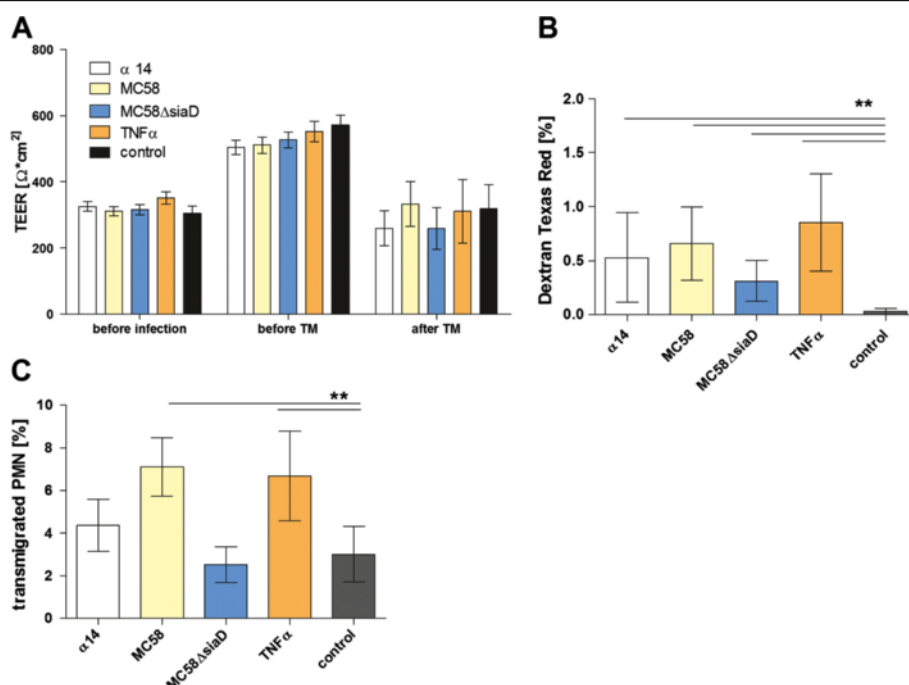 A
TEER [Ω*cm²]
800
600
400
200
0
α 14
MC58
MC58ΔsiaD
TNFα
control
before infection
before TM
after TM
B
Dextran Texas Red [%]
2.0
1.5
1.0
0.5
0.0
**
α14
MC58
MC58ΔsiaD
TNFα
control
C
transmigrated PMN [%]
10
8
6
4
2
0
**
α14
MC58
MC58ΔsiaD
TNFα
control